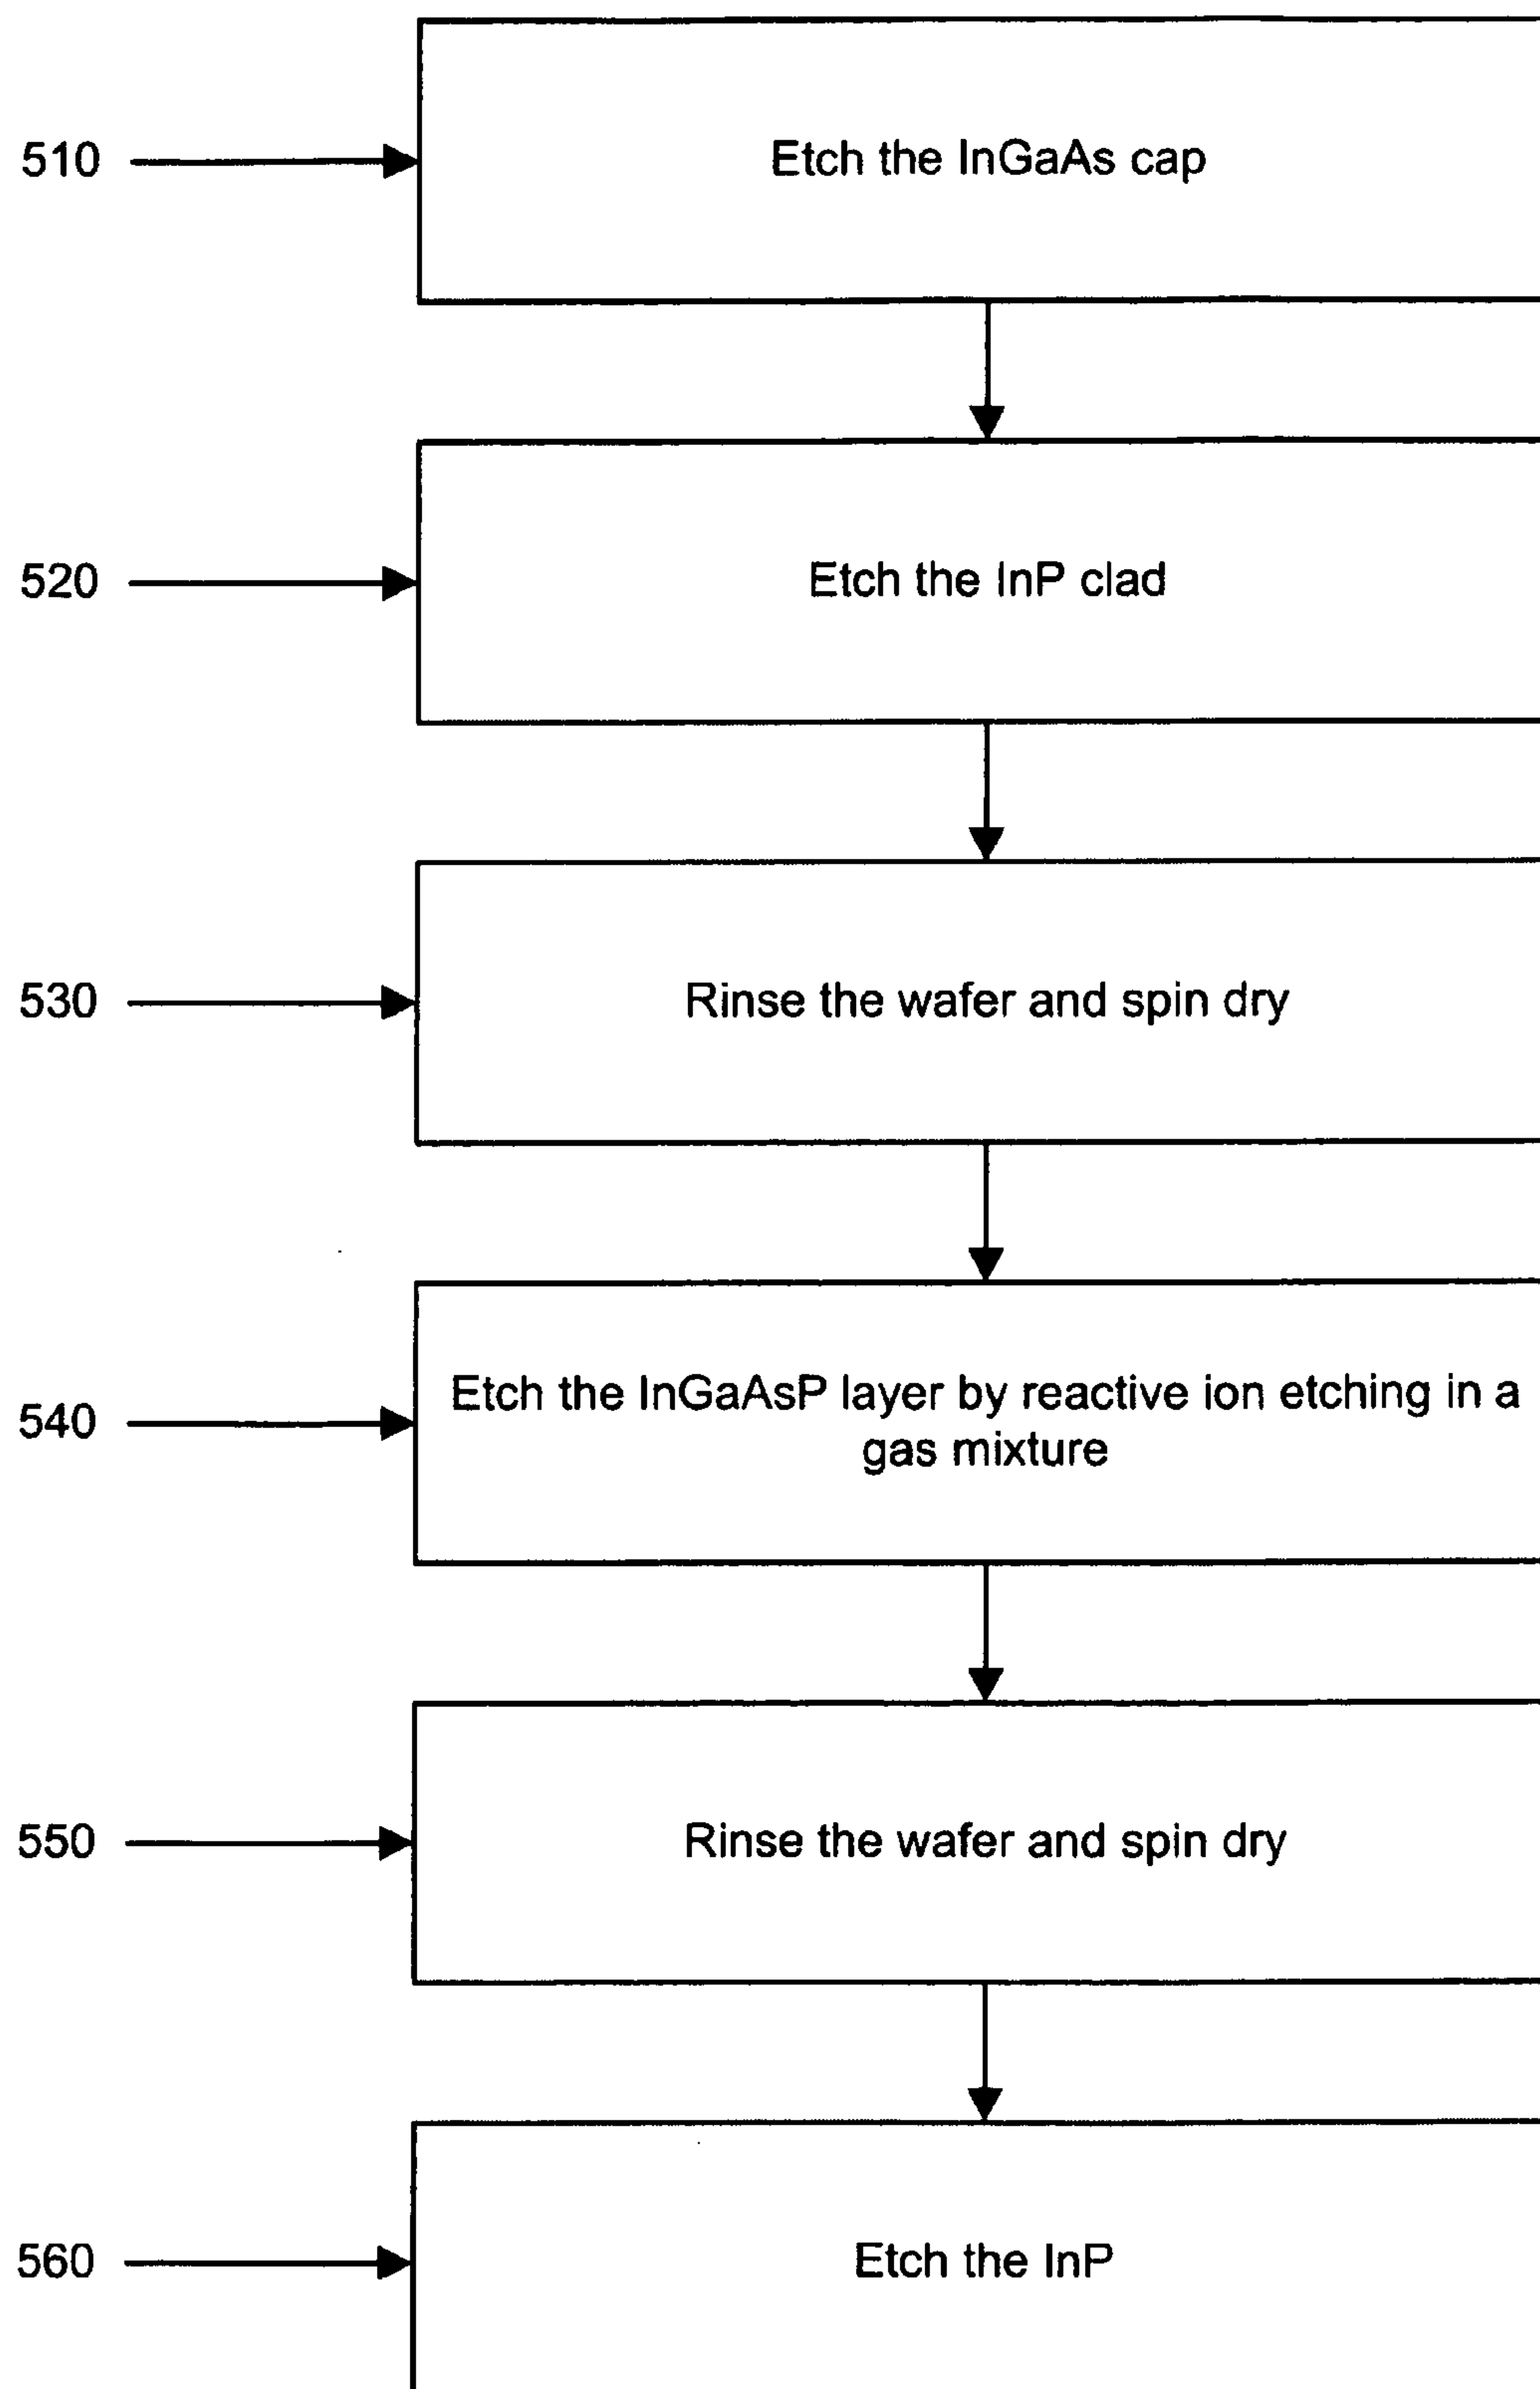 510
Etch the InGaAs cap
520
Etch the InP clad
530
Rinse the wafer and spin dry
540
Etch the InGaAsP layer by reactive ion etching in a
gas mixture
550
Rinse the wafer and spin dry
560
Etch the InP